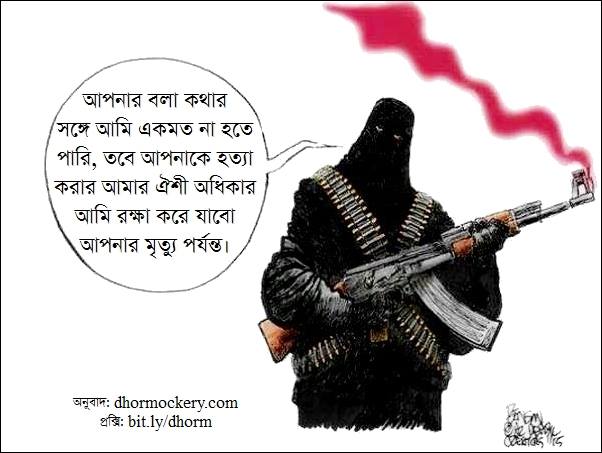 আপনার বলা কথার
সঙ্গে আমি একমত না হতে
পারি, তবে আপনাকে হত্যা
করার আমার ঐশী অধিকার
আমি রক্ষা করে যাবো
আপনার মৃত্যু পর্যন্ত।
অনুবাদ: dhormockery.com
প্রক্সি: bit.ly/dhorm